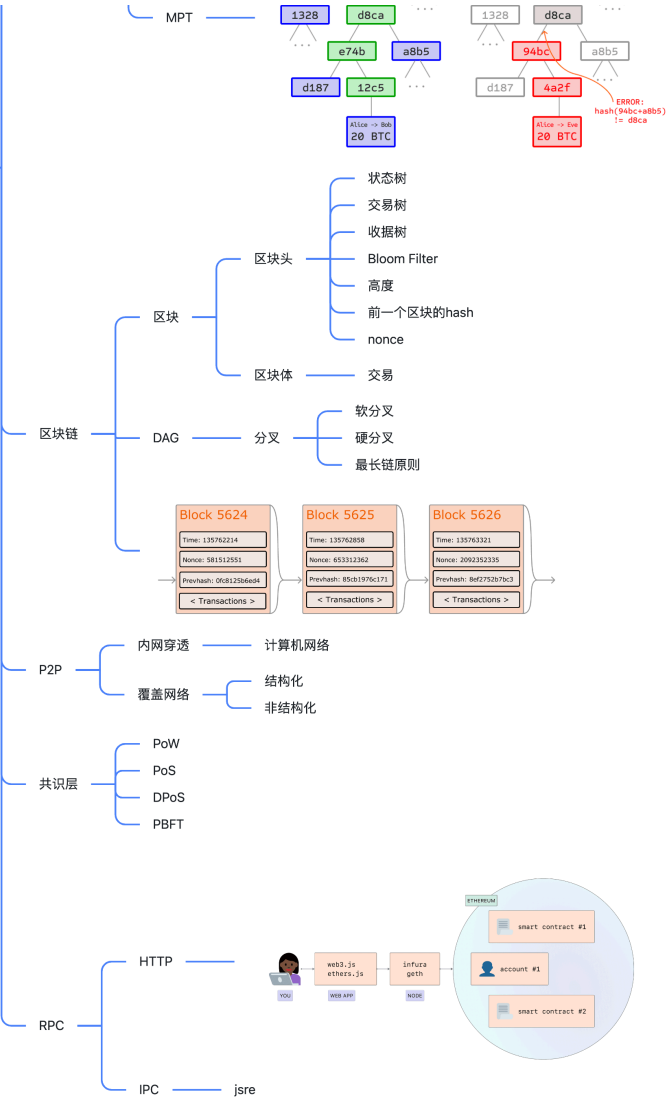 MPT
1328
d8ca
...
...
e74b
a8b5
...
d187
12c5
Alice -> Bob
20 BTC
1328
d8ca
...
...
94bc
a8b5
...
d187
4a2f
Alice -> Eve
20 BTC
ERROR:
hash(94bc+a8b5)
!= d8ca
区块链
区块
区块头
状态树
交易树
收据树
Bloom Filter
高度
前一个区块的hash
nonce
区块体
交易
DAG
分叉
软分叉
硬分叉
最长链原则
Block 5624
Time: 135762214
Nonce: 581512551
Prevhash: 0fc8125b6ed4
< Transactions >
Block 5625
Time: 135762858
Nonce: 653312362
Prevhash: 85cb1976c171
< Transactions >
Block 5626
Time: 135763321
Nonce: 2092352335
Prevhash: 8ef2752b7bc3
< Transactions >
P2P
内网穿透
计算机网络
覆盖网络
结构化
非结构化
共识层
PoW
PoS
DPoS
PBFT
RPC
HTTP
YOU
web3.js
ethers.js
WEB APP
infura
geth
NODE
ETHEREUM
smart contract #1
account #1
smart contract #2
IPC
jsre